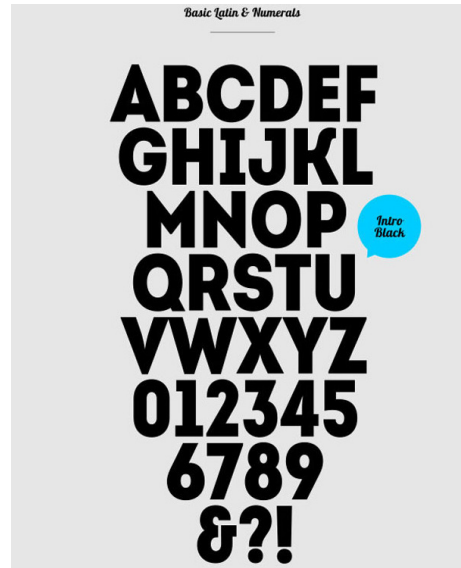 Basic Latin & Numerals
ABCDEF
GHIJKL
MNOP
Intro
Black
QRSTU
VWXYZ
012345
6789
&?!